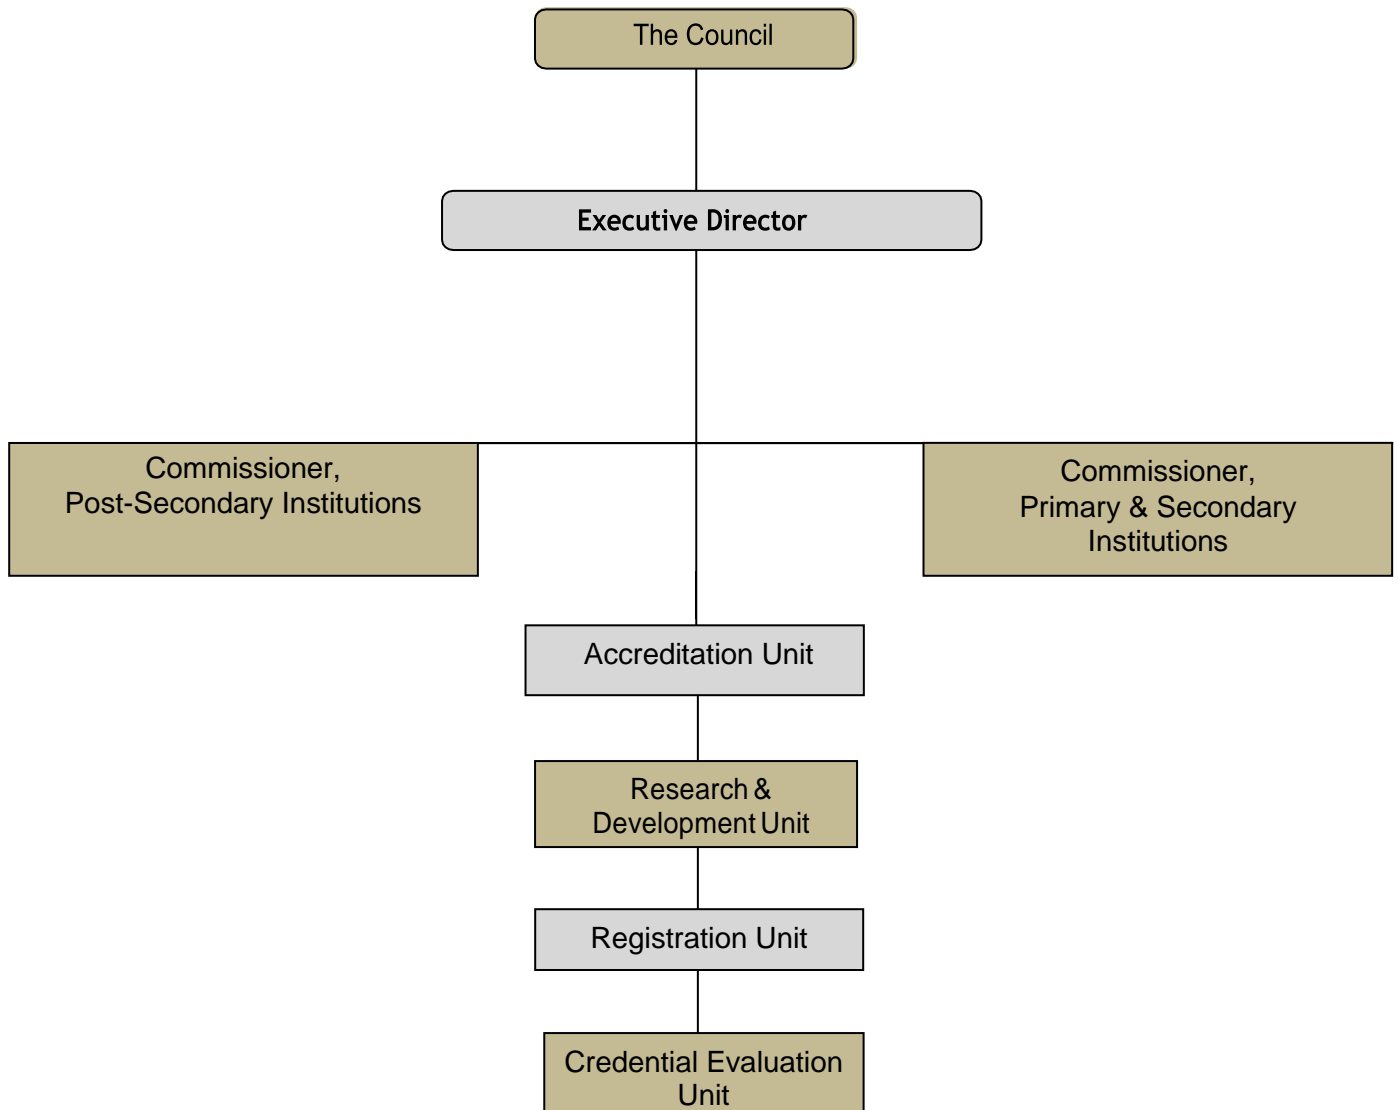 The Council
Executive Director
Commissioner,
Post-Secondary Institutions
Commissioner,
Primary & Secondary
Institutions
Accreditation Unit
Research &
Development Unit
Registration Unit
Credential Evaluation
Unit